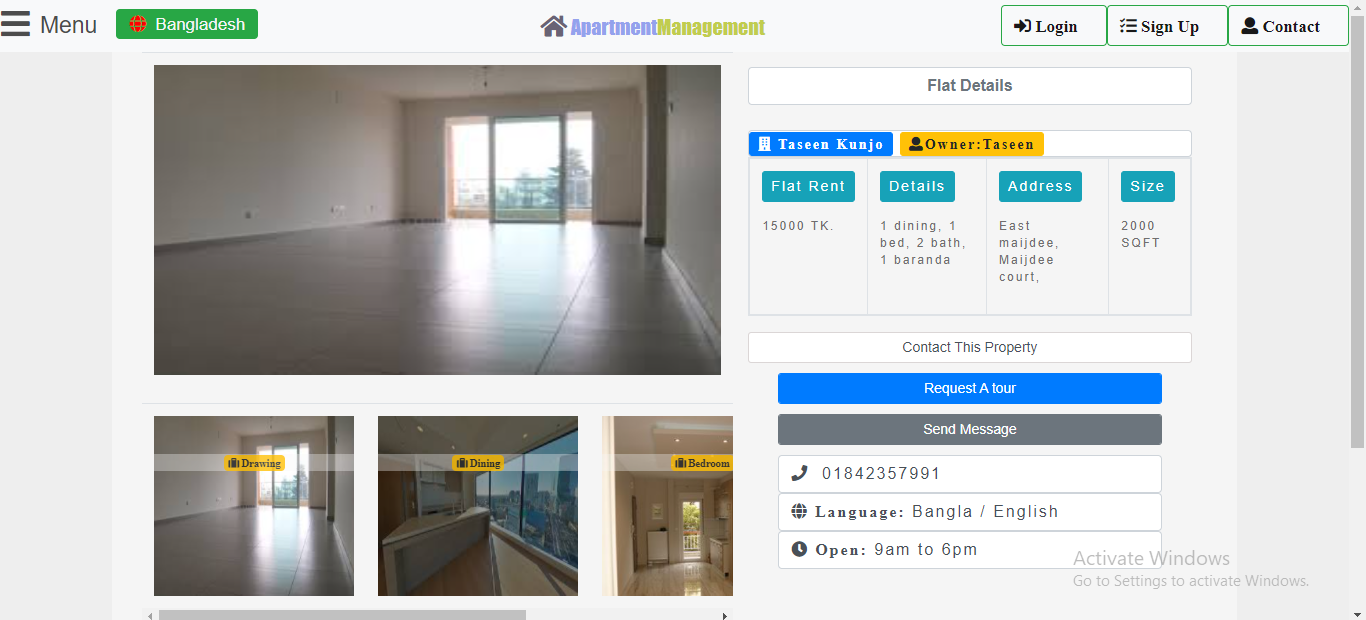 Menu
Bangladesh
ApartmentManagement
Login
Sign Up
Contact
Flat Details
Taseen Kunjo
Owner:Taseen
Flat Rent
Details
Address
Size
15000 TK.
1 dining, 1
bed, 2 bath,
1 baranda
East
maijdee,
Maijdee
court,
2000
SQFT
Contact This Property
Request A tour
Send Message
01842357991
Language: Bangla / English
Open: 9am to 6pm
Drawing
Dining
Bedroom
Activate Windows
Go to Settings to activate Windows.